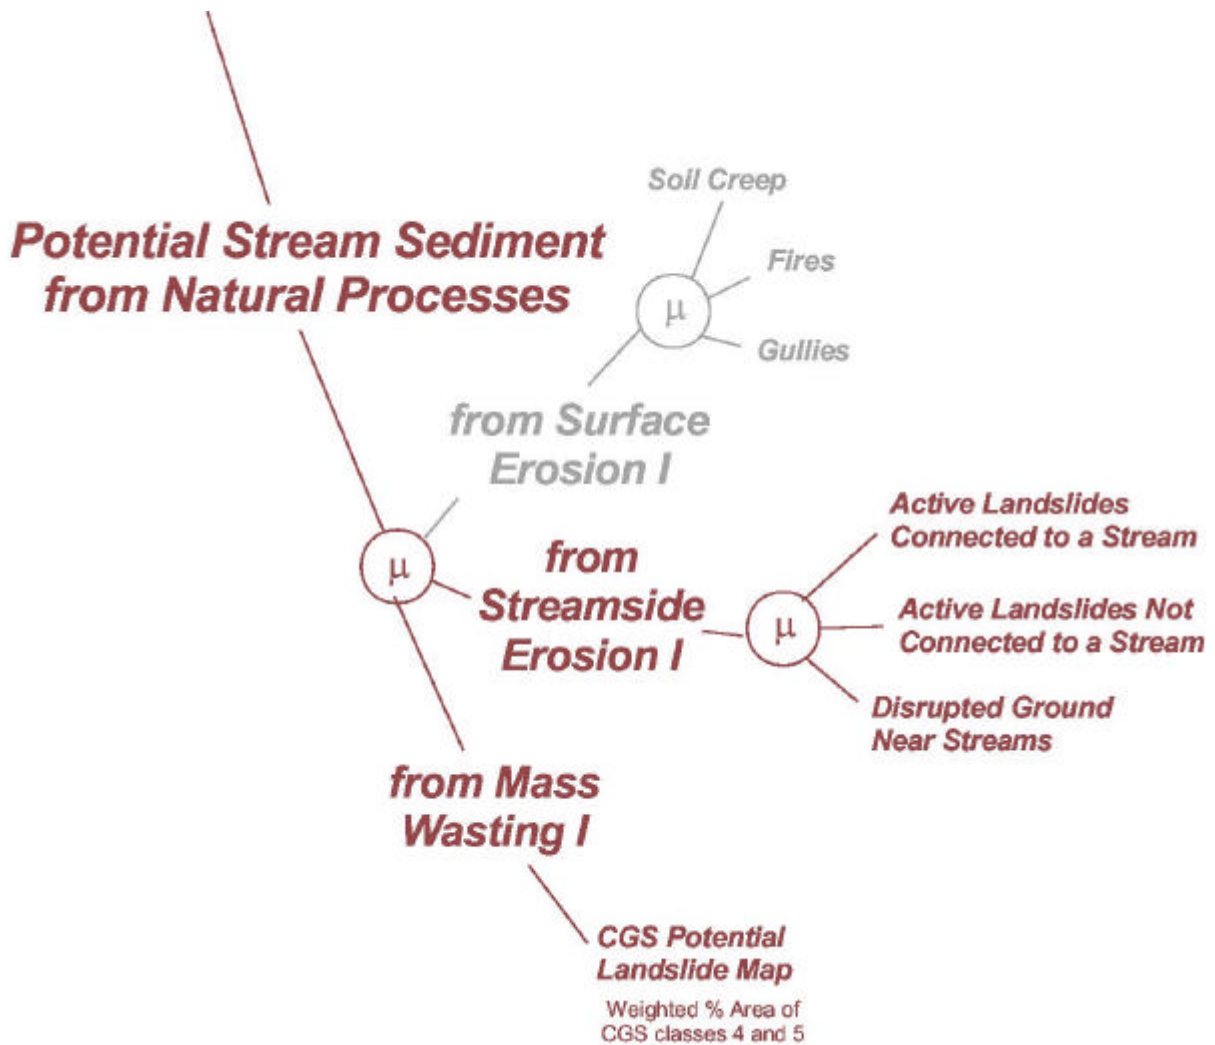 Soil Creep
Potential Stream Sediment
from Natural Processes
Fires
μ
Gullies
from Surface
Erosion I
μ
from
Streamside
Erosion I
Active Landslides
Connected to a Stream
μ
Active Landslides Not
Connected to a Stream
Disrupted Ground
Near Streams
from Mass
Wasting I
CGS Potential
Landslide Map
Weighted % Area of
CGS classes 4 and 5